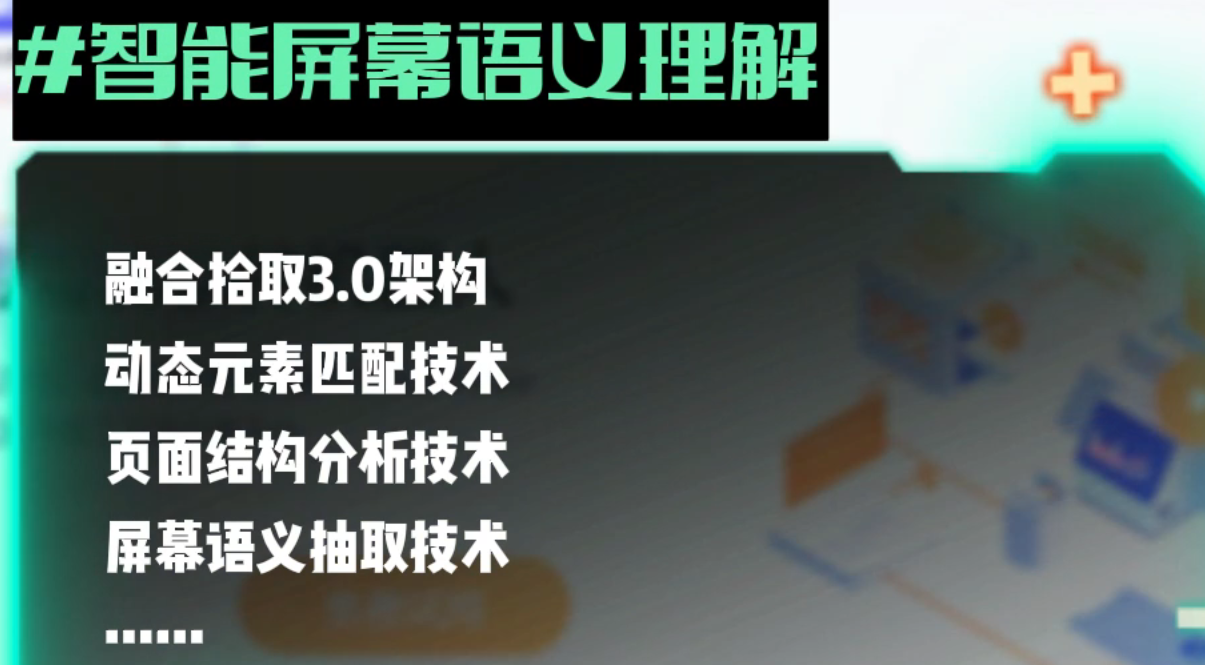 #智能屏幕语义理解
融合拾取3.0架构
动态元素匹配技术
页面结构分析技术
屏幕语义抽取技术
......